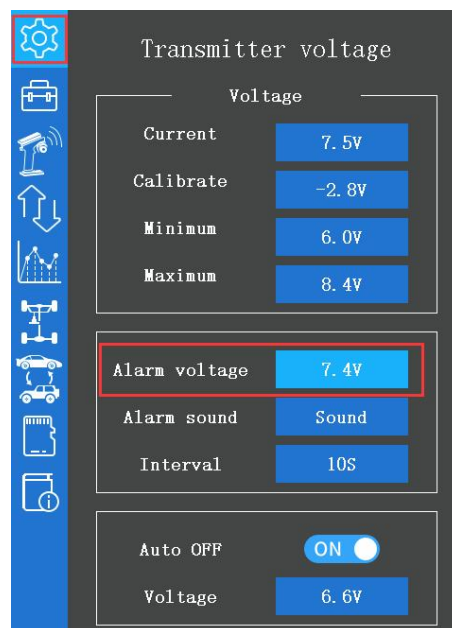 Transmitter voltage
Voltage
Current 7.5V
Calibrate -2.8V
Minimum 6.0V
Maximum 8.4V
Alarm voltage 7.4V
Alarm sound Sound
Interval 10S
Auto OFF ON
Voltage 6.6V